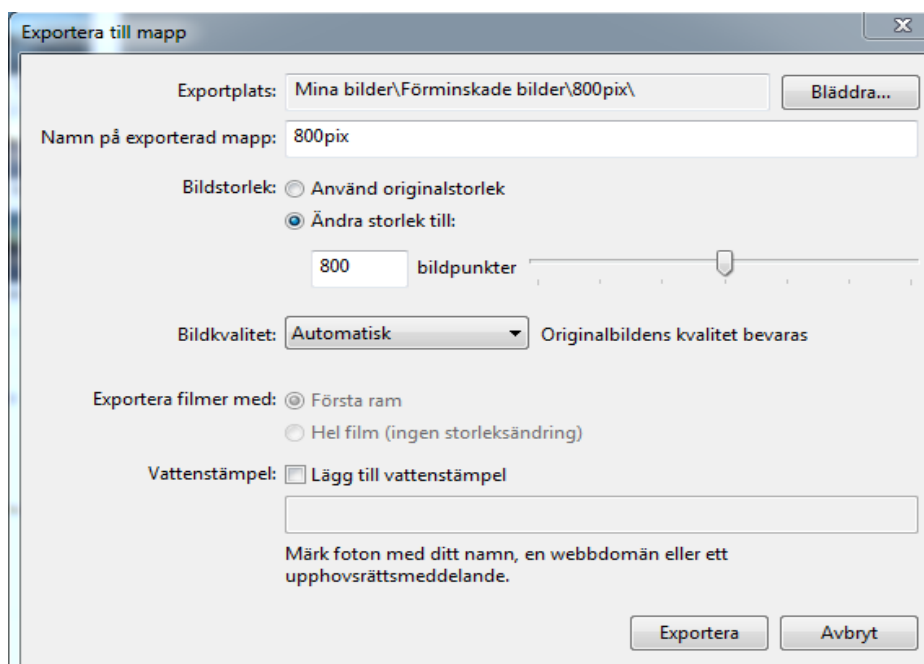 Exportera till mapp
Exportplats: Mina bilder\Förminskade bilder\800pix\ Bläddra...
Namn på exporterad mapp: 800pix
Bildstorlek: Använd originalstorlek
Ändra storlek till:
800 bildpunkter
Bildkvalitet: Automatisk Originalbildens kvalitet bevaras
Exportera filmer med: Första ram
Hel film (ingen storleksändring)
Vattenstämpel: Lägg till vattenstämpel
Märk foton med ditt namn, en webbdomän eller ett
upphovsrättsmeddelande.
Exportera Avbryt